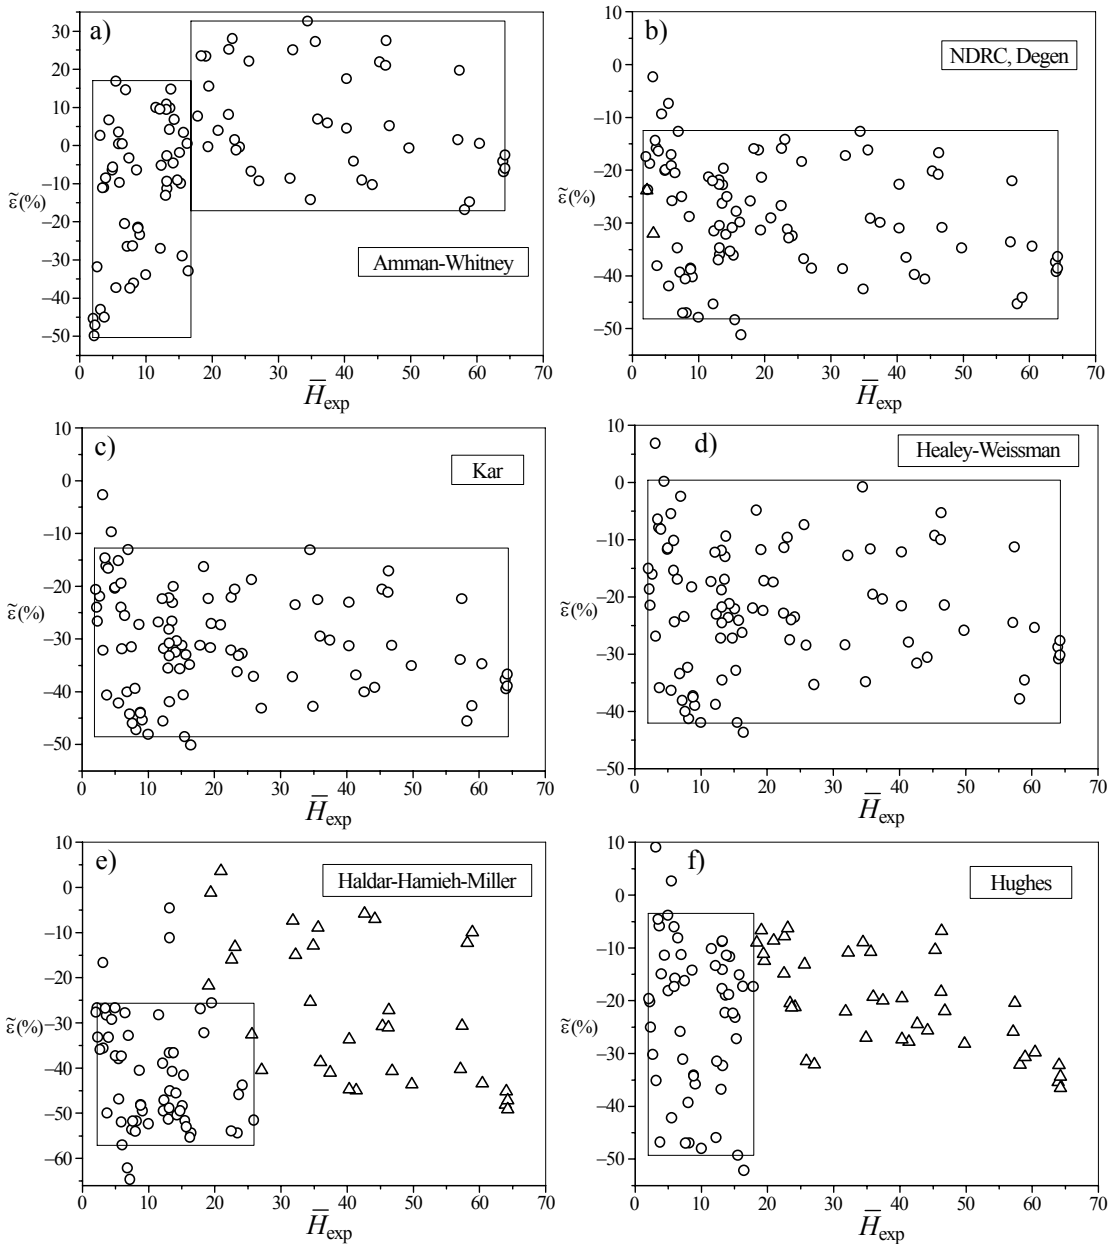 a)
30
20
10
0
−10
−20
−30
−40
−50
ε̃(%)
Amman-Whitney
0 10 20 30 40 50 60 70
H̅exp
b)
10
0
−10
−20
−30
−40
−50
ε̃(%)
NDRC, Degen
0 10 20 30 40 50 60 70
H̅exp
c)
10
0
−10
−20
−30
−40
−50
ε̃(%)
Kar
0 10 20 30 40 50 60 70
H̅exp
d)
10
0
−10
−20
−30
−40
−50
ε̃(%)
Healey-Weissman
0 10 20 30 40 50 60 70
H̅exp
e)
10
0
−10
−20
−30
−40
−50
−60
ε̃(%)
Haldar-Hamieh-Miller
0 10 20 30 40 50 60 70
H̅exp
f)
10
0
−10
−20
−30
−40
−50
ε̃(%)
Hughes
0 10 20 30 40 50 60 70
H̅exp